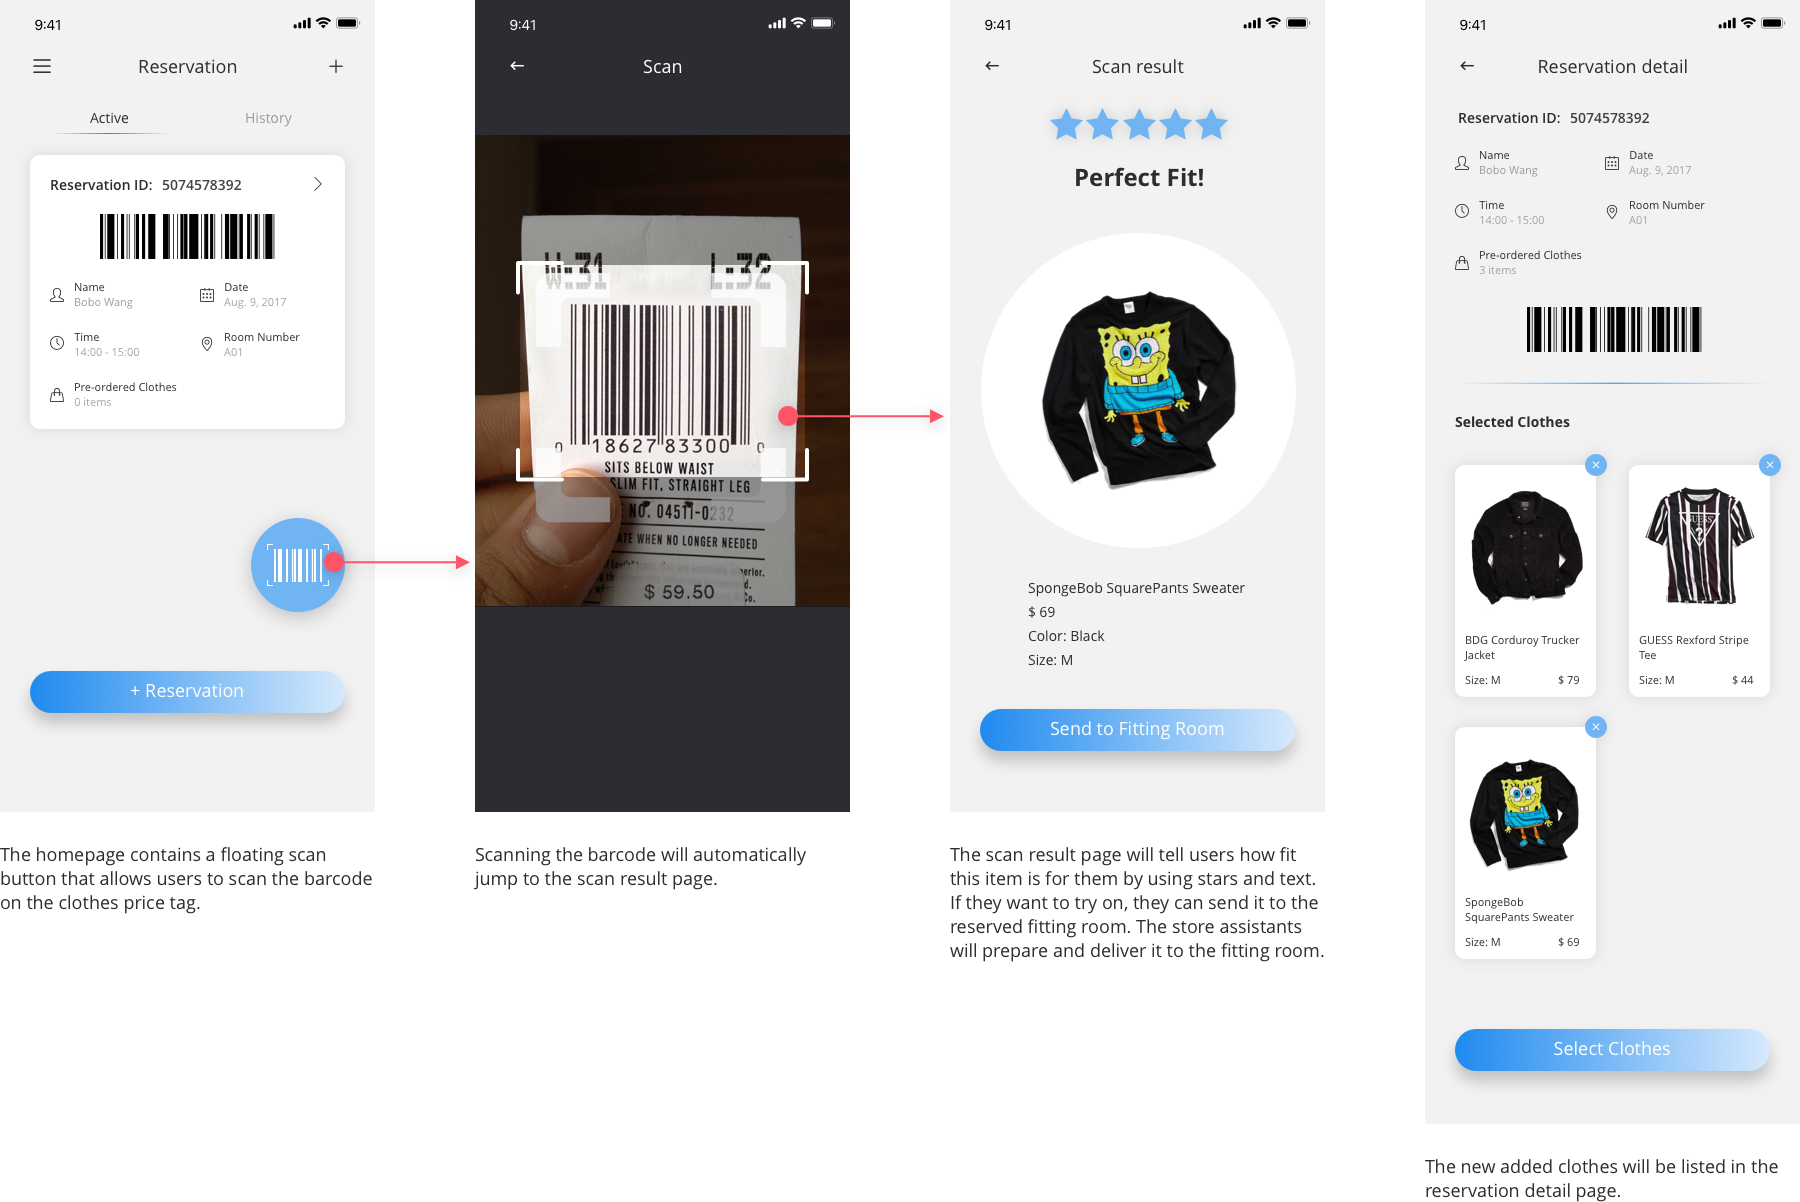 9:41
Reservation
Active
History
Reservation ID: 5074578392
Name
Bobo Wang
Date
Aug. 9, 2017
Time
14:00 - 15:00
Room Number
A01
Pre-ordered Clothes
0 items
+ Reservation
The homepage contains a floating scan
button that allows users to scan the barcode
on the clothes price tag.
9:41
Scan
W.31 L.32
0 18627 83300 0
SITS BELOW WAIST
SLIM FIT, STRAIGHT LEG
NO. 04511-0232
WHEN NO LONGER NEEDED
$ 59.50
Scanning the barcode will automatically
jump to the scan result page.
9:41
Scan result
Perfect Fit!
SpongeBob SquarePants Sweater
$ 69
Color: Black
Size: M
Send to Fitting Room
The scan result page will tell users how fit
this item is for them by using stars and text.
If they want to try on, they can send it to the
reserved fitting room. The store assistants
will prepare and deliver it to the fitting room.
9:41
Reservation detail
Reservation ID: 5074578392
Name
Bobo Wang
Date
Aug. 9, 2017
Time
14:00 - 15:00
Room Number
A01
Pre-ordered Clothes
3 items
Selected Clothes
BDG Corduroy Trucker
Jacket
Size: M $ 79
GUESS
?
GUESS Rexford Stripe
Tee
Size: M $ 44
SpongeBob
SquarePants Sweater
Size: M $ 69
Select Clothes
The new added clothes will be listed in the
reservation detail page.